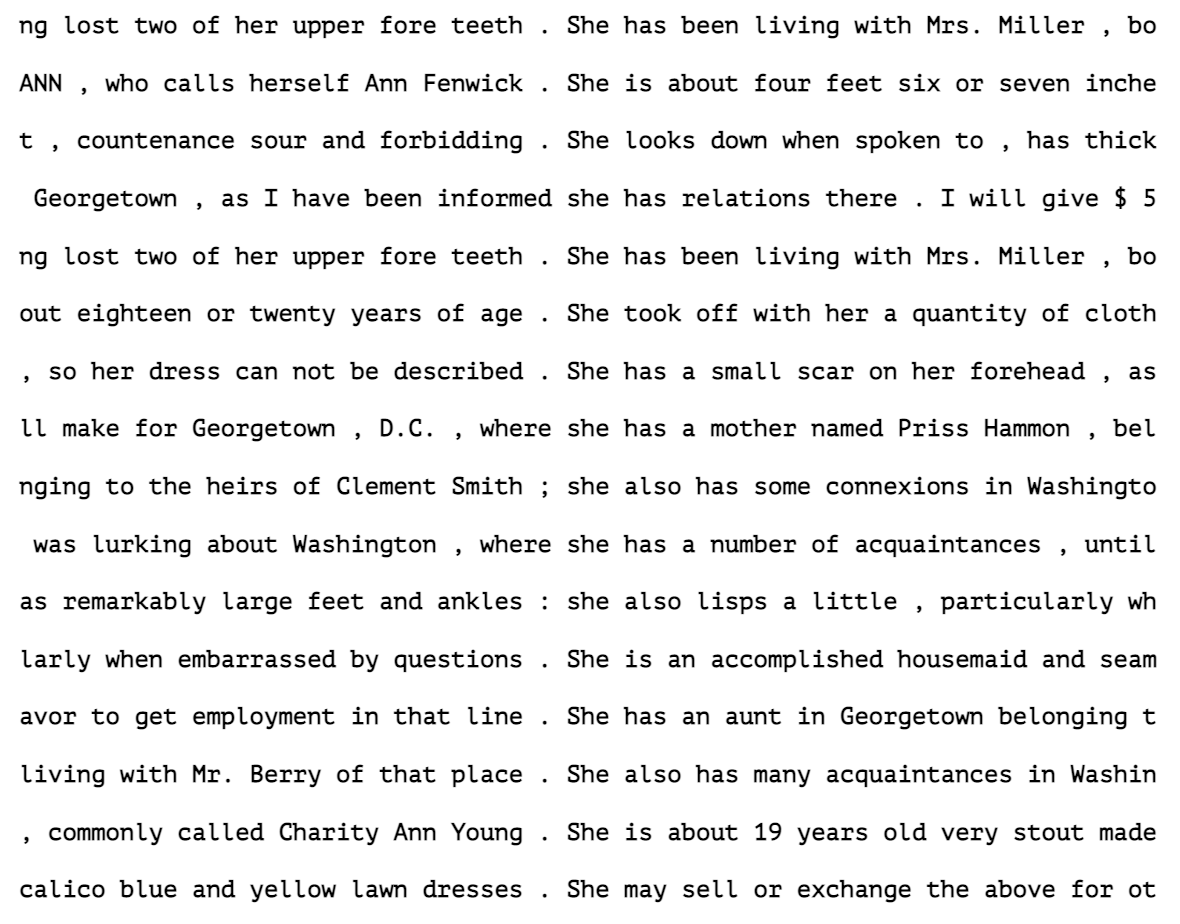 ng lost two of her upper fore teeth . She has been living with Mrs. Miller , bo
ANN , who calls herself Ann Fenwick . She is about four feet six or seven inche
t , countenance sour and forbidding . She looks down when spoken to , has thick
Georgetown , as I have been informed she has relations there . I will give $ 5
ng lost two of her upper fore teeth . She has been living with Mrs. Miller , bo
out eighteen or twenty years of age . She took off with her a quantity of cloth
, so her dress can not be described . She has a small scar on her forehead , as
ll make for Georgetown , D.C. , where she has a mother named Priss Hammon , bel
nging to the heirs of Clement Smith ; she also has some connexions in Washingto
was lurking about Washington , where she has a number of acquaintances , until
as remarkably large feet and ankles : she also lisps a little , particularly wh
larly when embarrassed by questions . She is an accomplished housemaid and seam
avor to get employment in that line . She has an aunt in Georgetown belonging t
living with Mr. Berry of that place . She also has many acquaintances in Washin
, commonly called Charity Ann Young . She is about 19 years old very stout made
calico blue and yellow lawn dresses . She may sell or exchange the above for ot